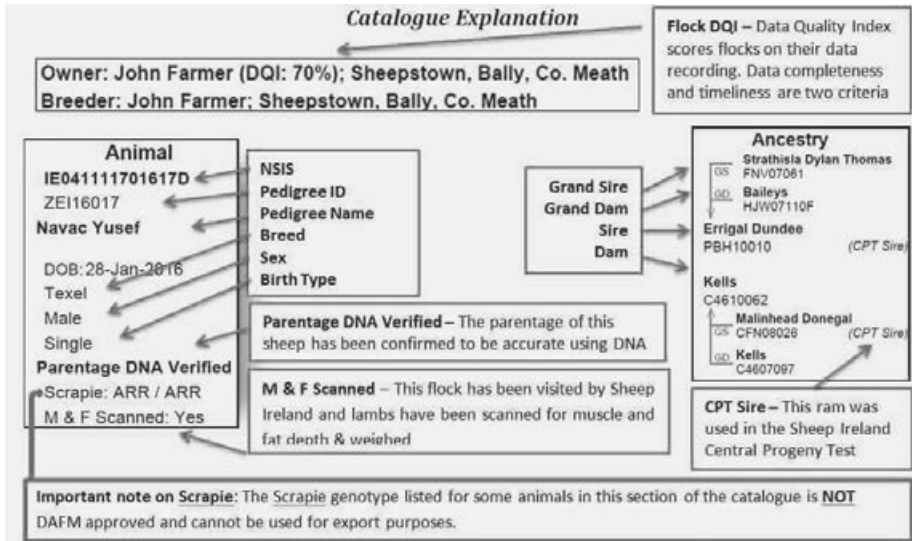 Catalogue Explanation
Flock DQI – Data Quality Index
scores flocks on their data
recording. Data completeness
and timeliness are two criteria
Owner: John Farmer (DQI: 70%); Sheepstown, Bally, Co. Meath
Breeder: John Farmer; Sheepstown, Bally, Co. Meath
Animal
IE041111701617D
ZEI16017
Navac Yusef
DOB: 28-Jan-2016
Texel
Male
Single
Parentage DNA Verified
Scrapie: ARR / ARR
M & F Scanned: Yes
NSIS
Pedigree ID
Pedigree Name
Breed
Sex
Birth Type
Grand Sire
Grand Dam
Sire
Dam
Ancestry
Strathisla Dylan Thomas
GS FNV07061
GD Baileys
HJW07110F
Errigal Dundee
PBH10010 (CPT Sire)
Kells
C4610062
Malinhead Donegal
GS CFN08026 (CPT Sire)
GD Kells
C4607097
Parentage DNA Verified – The parentage of this
sheep has been confirmed to be accurate using DNA
M & F Scanned – This flock has been visited by Sheep
Ireland and lambs have been scanned for muscle and
fat depth & weighed
CPT Sire – This ram was
used in the Sheep Ireland
Central Progeny Test
Important note on Scrapie: The Scrapie genotype listed for some animals in this section of the catalogue is NOT
DAFM approved and cannot be used for export purposes.